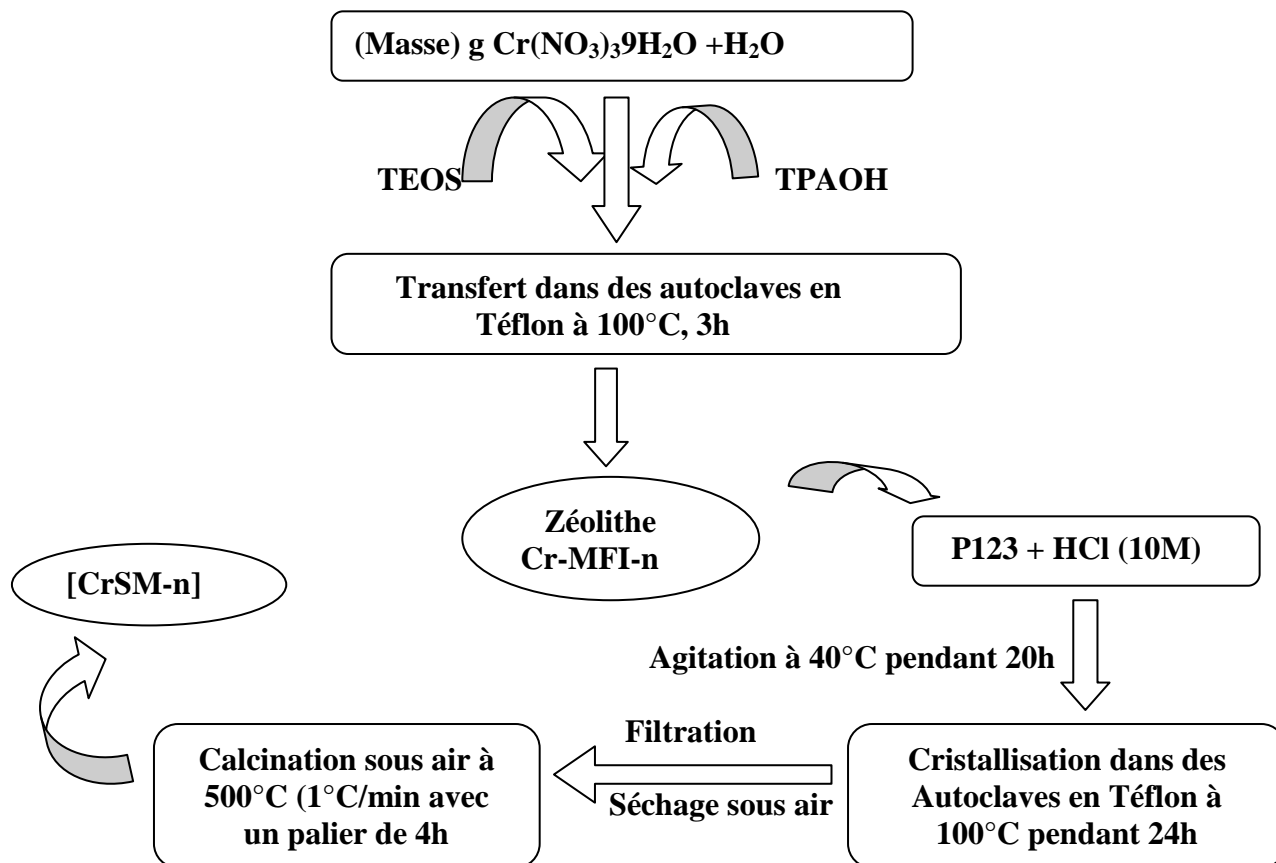 (Masse) g Cr(NO₃)₃9H₂O +H₂O
TEOS
TPAOH
Transfert dans des autoclaves en
Téflon à 100°C, 3h
Zéolithe
Cr-MFI-n
P123 + HCl (10M)
Agitation à 40°C pendant 20h
Cristallisation dans des
Autoclaves en Téflon à
100°C pendant 24h
Filtration
Séchage sous air
Calcination sous air à
500°C (1°C/min avec
un palier de 4h
[CrSM-n]